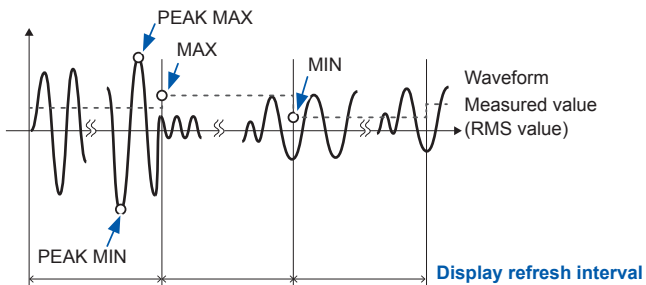 PEAK MAX
MAX
MIN
Waveform
Measured value
(RMS value)
PEAK MIN
Display refresh interval